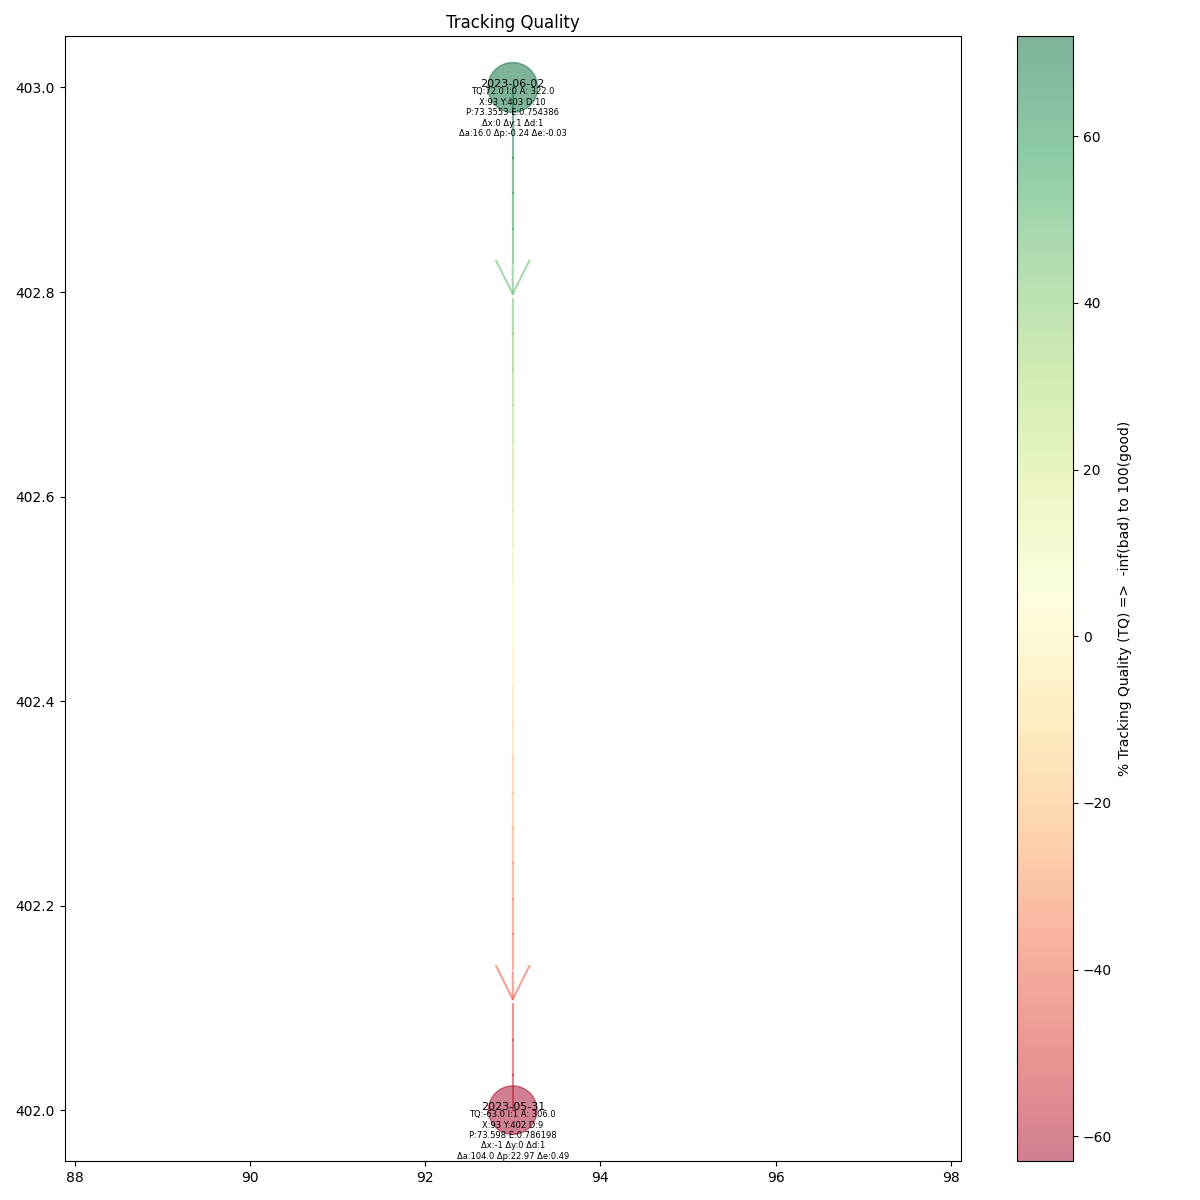 Tracking Quality
403.0
402.8
402.6
402.4
402.2
402.0
88
90
92
94
96
98
2023-06-02
TQ:72.0 I:0 A: 322.0
X:93 Y:403 D:10
P:73.3553 E:0.754386
Δx:0 Δy:1 Δd:1
Δa:16.0 Δp:-0.24 Δe:-0.03
2023-05-31
TQ:-63.0 I:1 A: 306.0
X:93 Y:402 D:9
P:73.598 E:0.786198
Δx:-1 Δy:0 Δd:1
Δa:104.0 Δp:22.97 Δe:0.49
60
40
20
0
−20
−40
−60
% Tracking Quality (TQ) => -inf(bad) to 100(good)